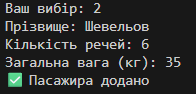 Ваш вибір: 2
Прізвище: Шевельов
Кількість речей: 6
Загальна вага (кг): 35
✅ Пасажира додано